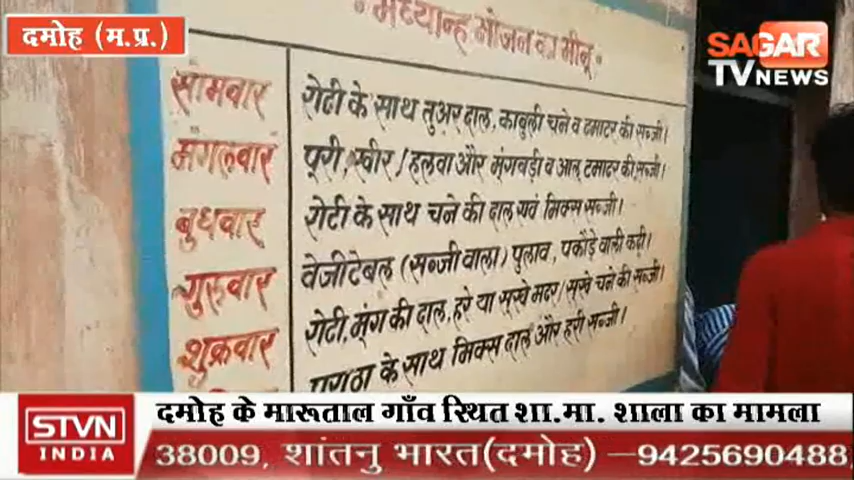 दमोह (म.प्र.)
SAGAR
TV NEWS
मध्यान्ह भोजन का मीनू
सोमवार रोटी के साथ तुअर दाल, काबुली चने व टमाटर की सब्जी।
मंगलवार पूरी, खीर/हलवा और मूंगबड़ी व आलू टमाटर की सब्जी।
बुधवार रोटी के साथ चने की दाल एवं मिक्स सब्जी।
गुरुवार वेजीटेबल (सब्जी वाला) पुलाव, पकौड़े वाली कढ़ी।
शुक्रवार रोटी, मूंग की दाल, हरे या सूखे मटर/सूखे चने की सब्जी।
पराठा के साथ मिक्स दाल और हरी सब्जी।
STVN
INDIA
दमोह के मारूताल गाँव स्थित शा.मा. शाला का मामला
38009, शांतनु भारत(दमोह) –9425690488,